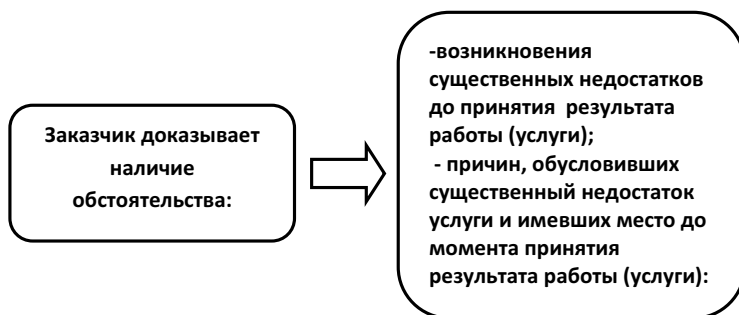 Заказчик доказывает
наличие
обстоятельства:
-возникновения
существенных недостатков
до принятия  результата
работы (услуги);
- причин, обусловивших
существенный недостаток
услуги и имевших место до
момента принятия
результата работы (услуги):